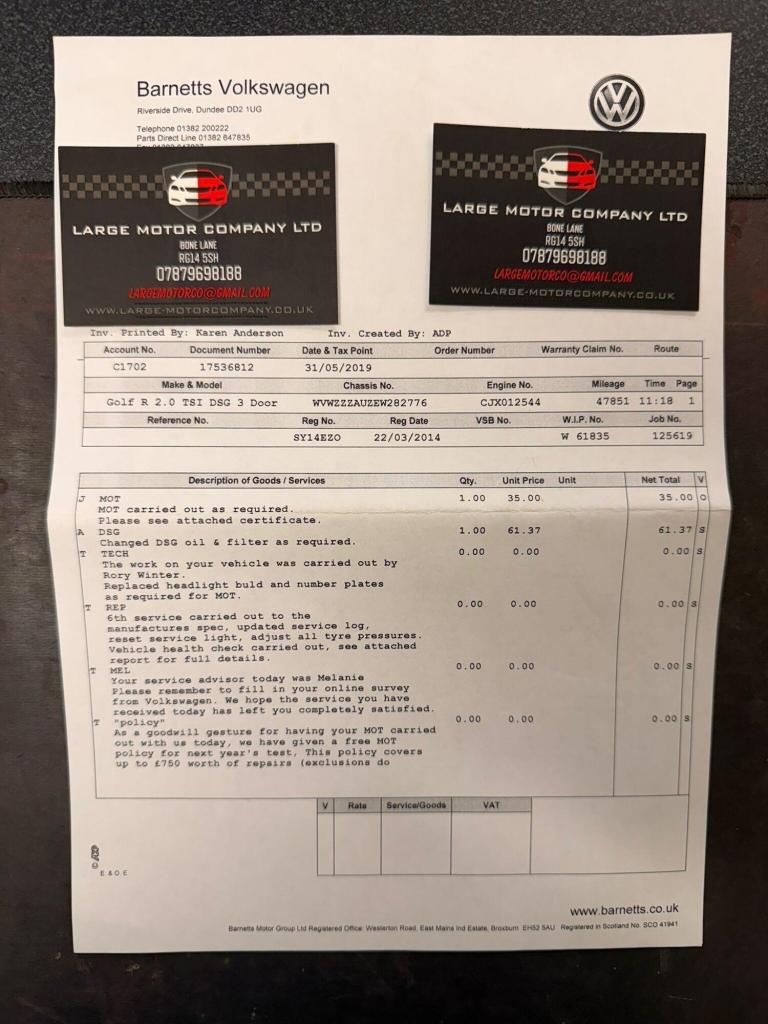 Barnetts Volkswagen
Riverside Drive, Dundee DD2 1UG
Telephone 01382 200222
Parts Direct Line 01382 647835
LARGE MOTOR COMPANY LTD
BONE LANE
RG14 5SH
07879698188
LARGEMOTORCO@GMAIL.COM
WWW.LARGE-MOTORCOMPANY.CO.UK
LARGE MOTOR COMPANY LTD
BONE LANE
RG14 5SH
07879698188
LARGEMOTORCO@GMAIL.COM
WWW.LARGE-MOTORCOMPANY.CO.UK
Inv. Printed By: Karen Anderson Inv. Created By: ADP
Account No. Document Number Date & Tax Point Order Number Warranty Claim No. Route
C1702 17536812 31/05/2019
Make & Model Chassis No. Engine No. Mileage Time Page
Golf R 2.0 TSI DSG 3 Door WVWZZZAUZEW282776 CJX012544 47851 11:18 1
Reference No. Reg No. Reg Date VSB No. W.I.P. No. Job No.
SY14EZO 22/03/2014 W 61835 125619
Description of Goods / Services Qty. Unit Price Unit Net Total V
J MOT 1.00 35.00 35.00 O
MOT carried out as required.
Please see attached certificate.
A DSG 1.00 61.37 61.37 S
Changed DSG oil & filter as required.
T TECH 0.00 0.00 0.00 S
The work on your vehicle was carried out by
Rory Winter.
Replaced headlight buld and number plates
as required for MOT.
T REP 0.00 0.00 0.00 S
6th service carried out to the
manufactures spec, updated service log,
reset service light, adjust all tyre pressures.
Vehicle health check carried out, see attached
report for full details.
T MEL 0.00 0.00 0.00 S
Your service advisor today was Melanie
Please remember to fill in your online survey
from Volkswagen. We hope the service you have
received today has left you completely satisfied.
T "policy" 0.00 0.00 0.00 S
As a goodwill gesture for having your MOT carried
out with us today, we have given a free MOT
policy for next year's test, This policy covers
up to £750 worth of repairs (exclusions do
V Rate Service/Goods VAT
© ADP
E & O E
www.barnetts.co.uk
Barnetts Motor Group Ltd Registered Office: Westerton Road, East Mains Ind Estate, Broxburn EH52 5AU Registered in Scotland No. SCO 41941